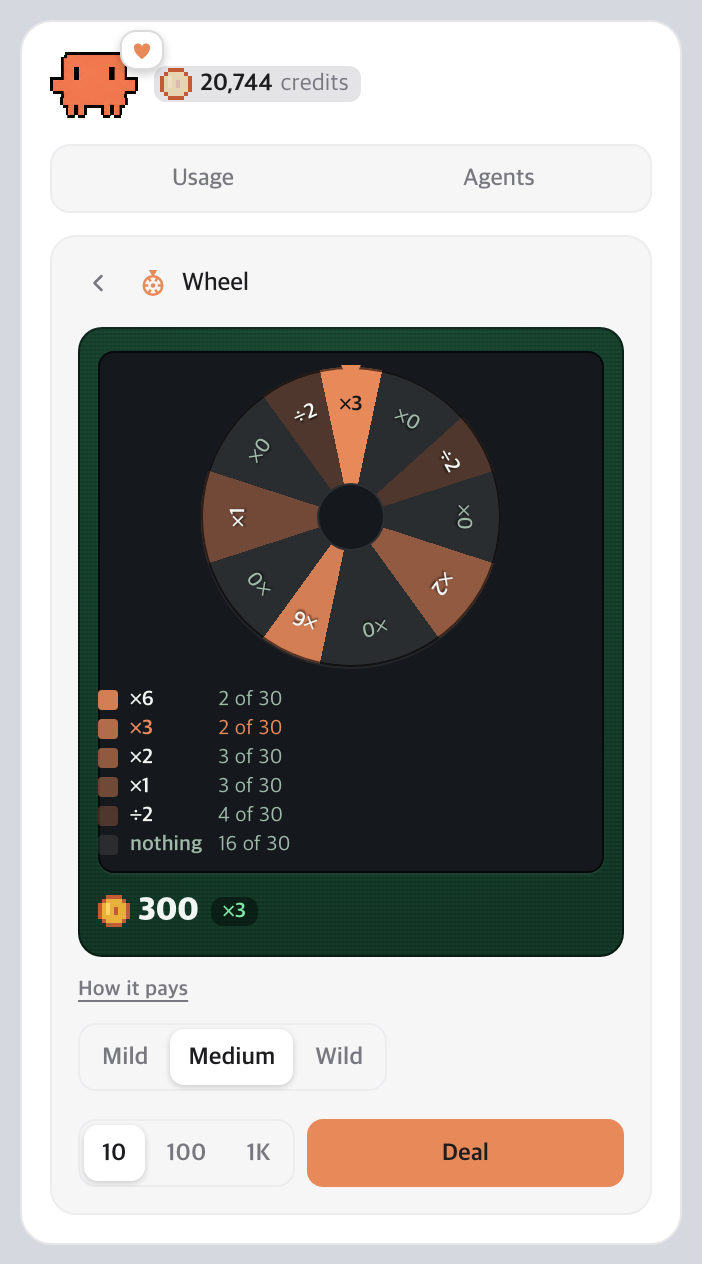 20,744 credits
Usage Agents
Wheel
×3
×0
÷2
×0
×2
×0
×6
×0
×1
×0
÷2
×6 2 of 30
×3 2 of 30
×2 3 of 30
×1 3 of 30
÷2 4 of 30
nothing 16 of 30
300 ×3
How it pays
Mild Medium Wild
10 100 1K Deal